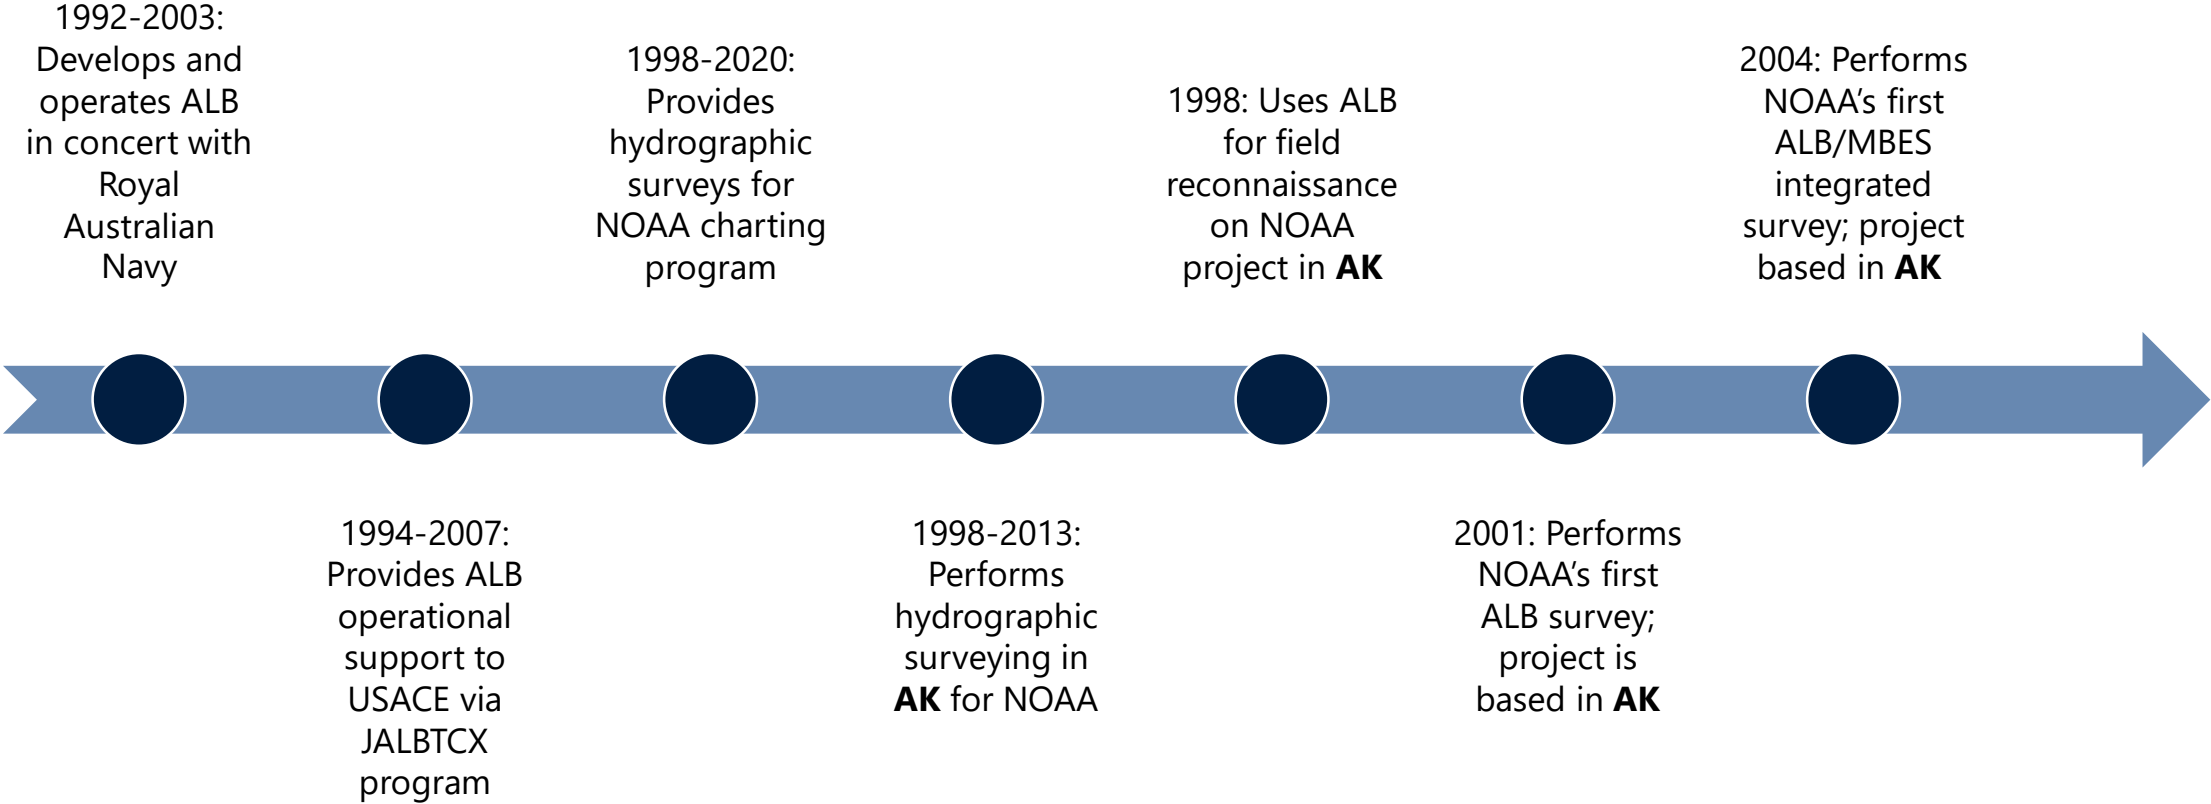 1992-2003:
Develops and
operates ALB
in concert with
Royal
Australian
Navy
1994-2007:
Provides ALB
operational
support to
USACE via
JALBTCX
program
1998-2020:
Provides
hydrographic
surveys for
NOAA charting
program
1998-2013:
Performs
hydrographic
surveying in
AK for NOAA
1998: Uses ALB
for field
reconnaissance
on NOAA
project in AK
2001: Performs
NOAA’s first
ALB survey;
project is
based in AK
2004: Performs
NOAA’s first
ALB/MBES
integrated
survey; project
based in AK